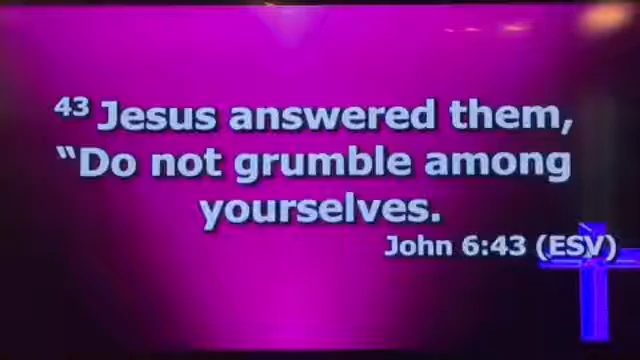 43 Jesus answered them,
“Do not grumble among
yourselves.
John 6:43 (ESV)